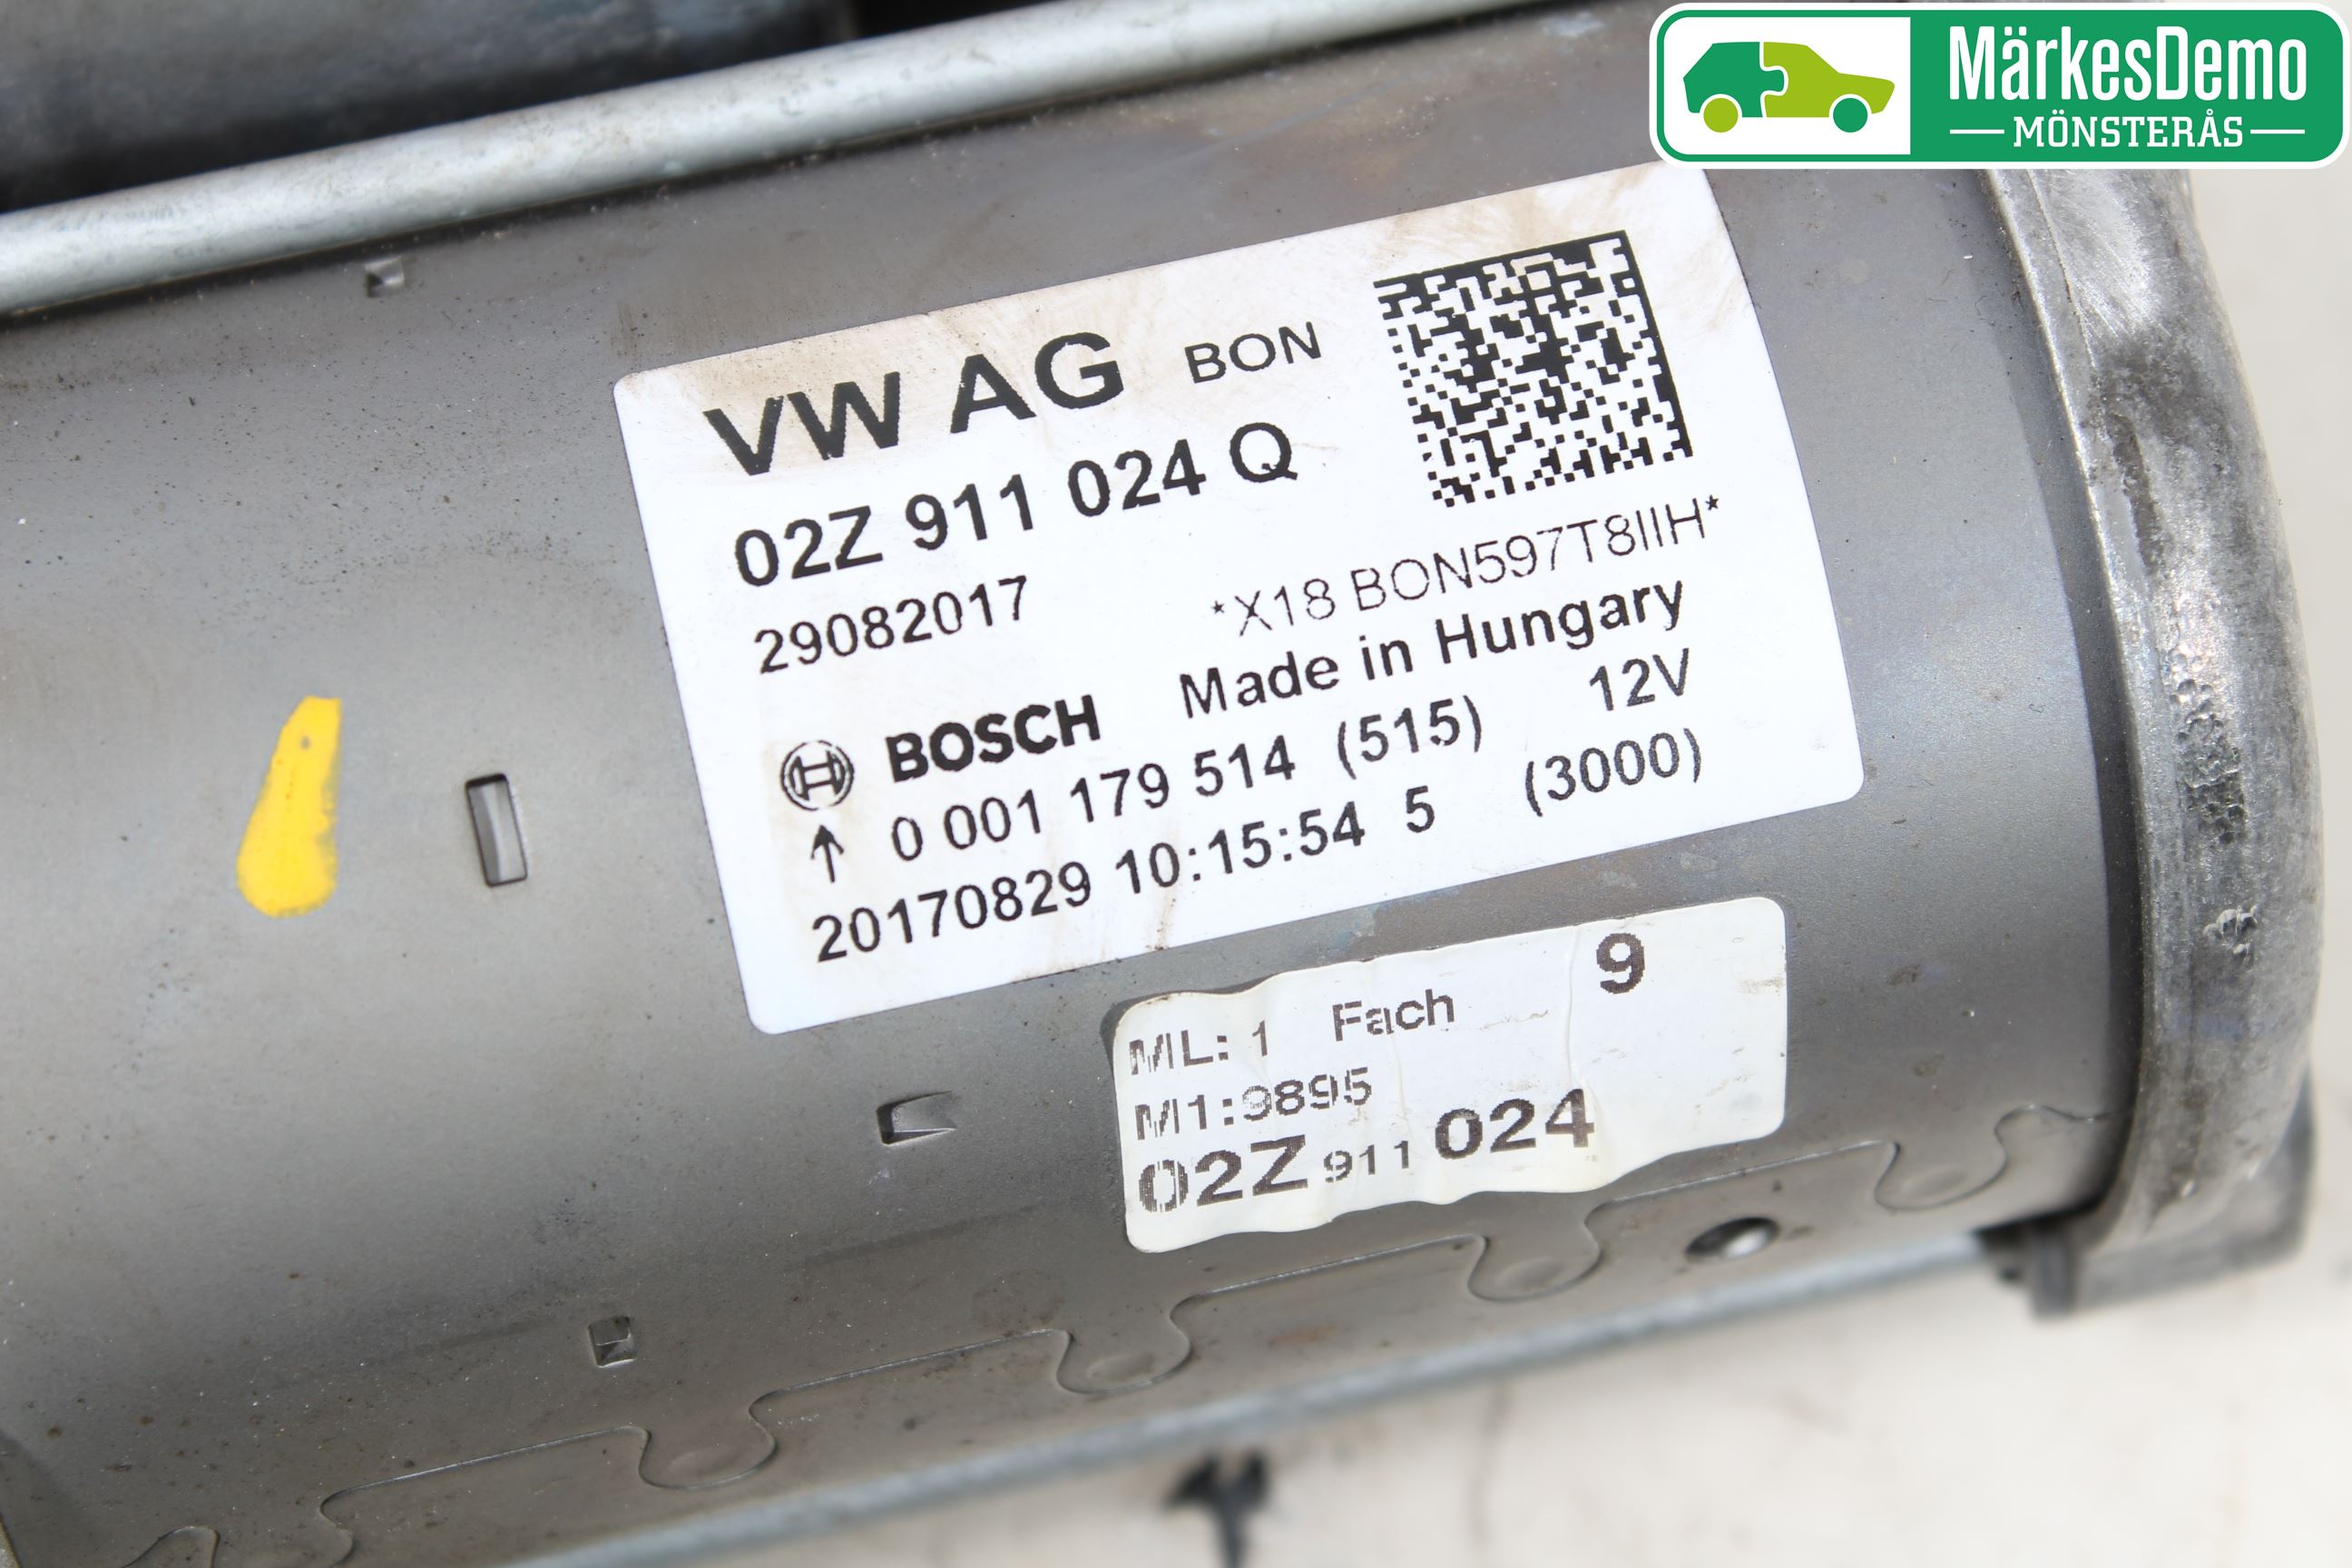 MärkesDemo
MÖNSTERÅS
VW AG BON
02Z 911 024 Q
29082017
*X18 BON597T8IIH*
BOSCH Made in Hungary
0 001 179 514 (515) 12V
20170829 10:15:54 5 (3000)
ML: 1 Fach 9
M1:9895
02Z 911 024